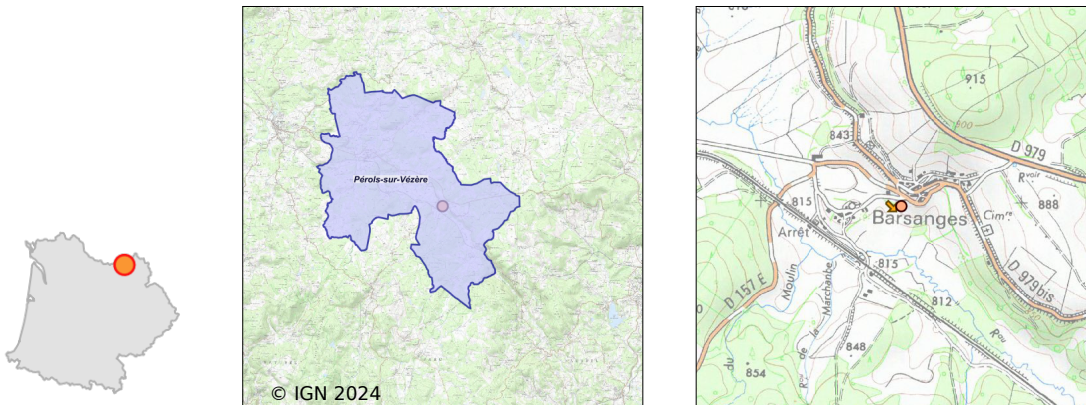 Pérols-sur-Vézère
© IGN 2024
915
800
843
D 979
Rvoir
888
815
Barsanges
Cimre
Arrêt
815
D 979bis
D 157 E
Moulin
Marchande
812
Rau
Rau de la
848
du
854